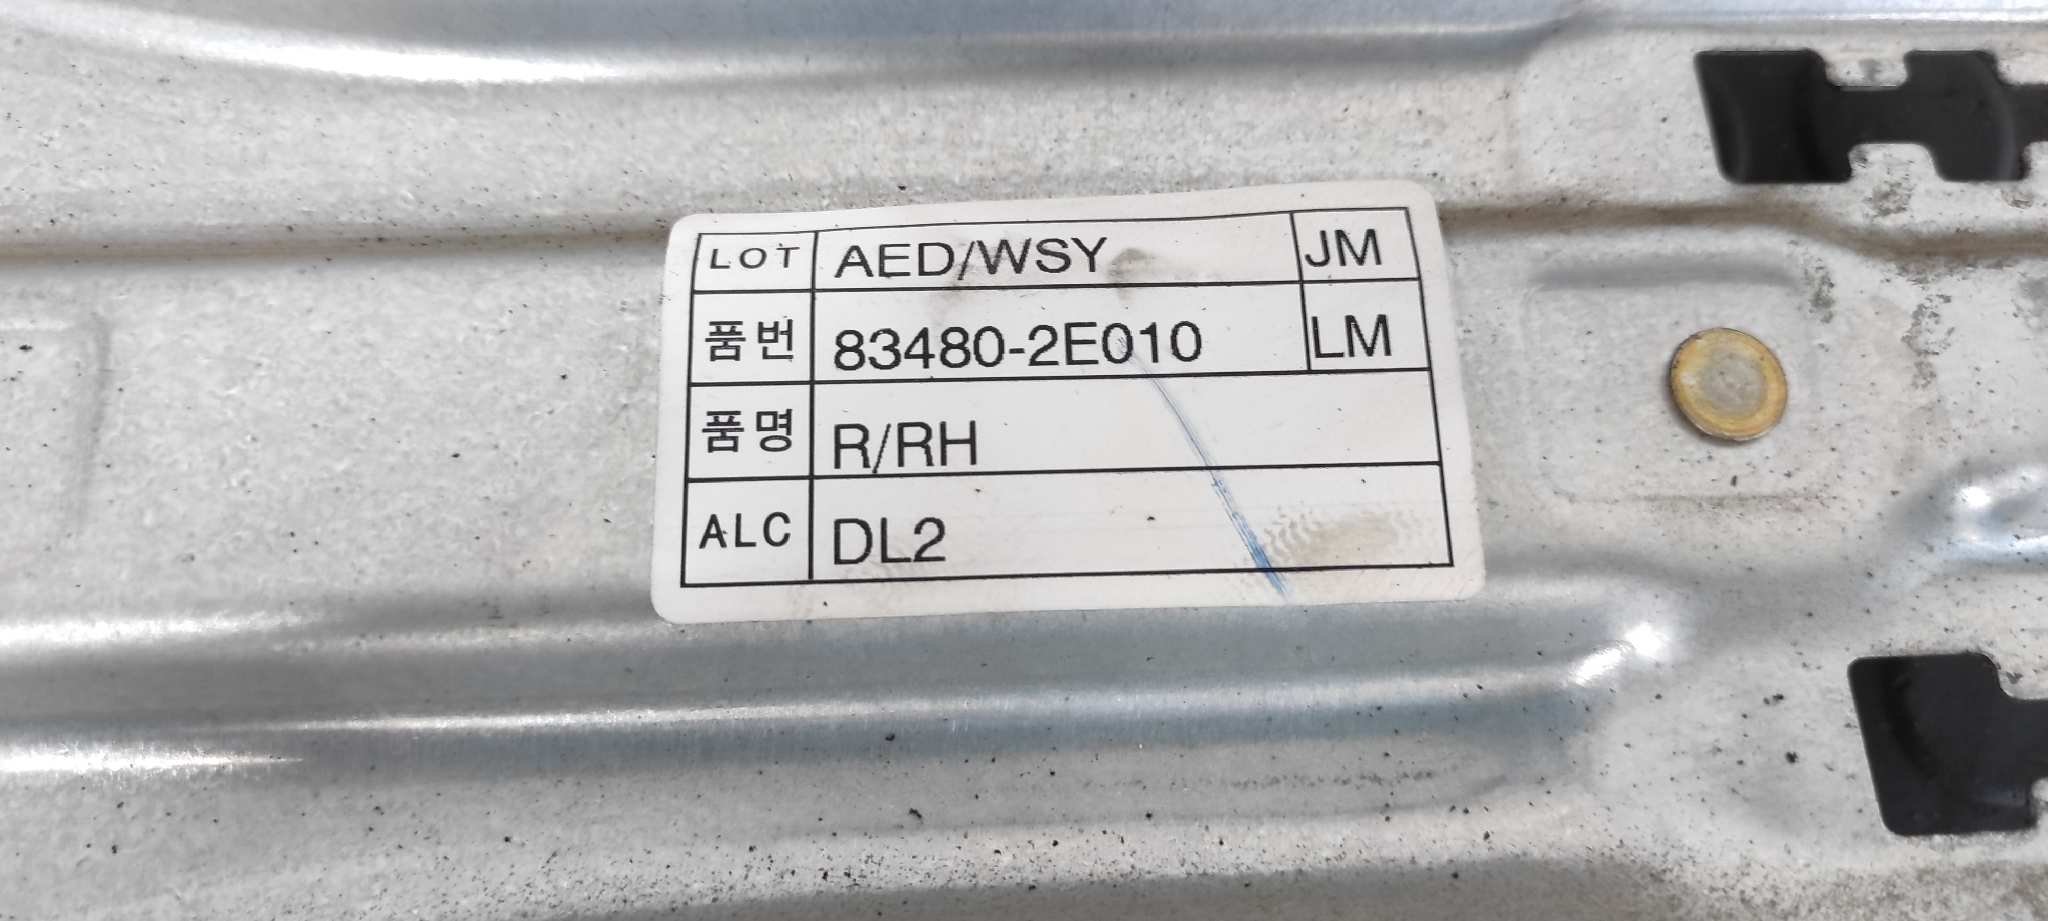 LOT AED/WSY JM
품번 83480-2E010 LM
품명 R/RH
ALC DL2